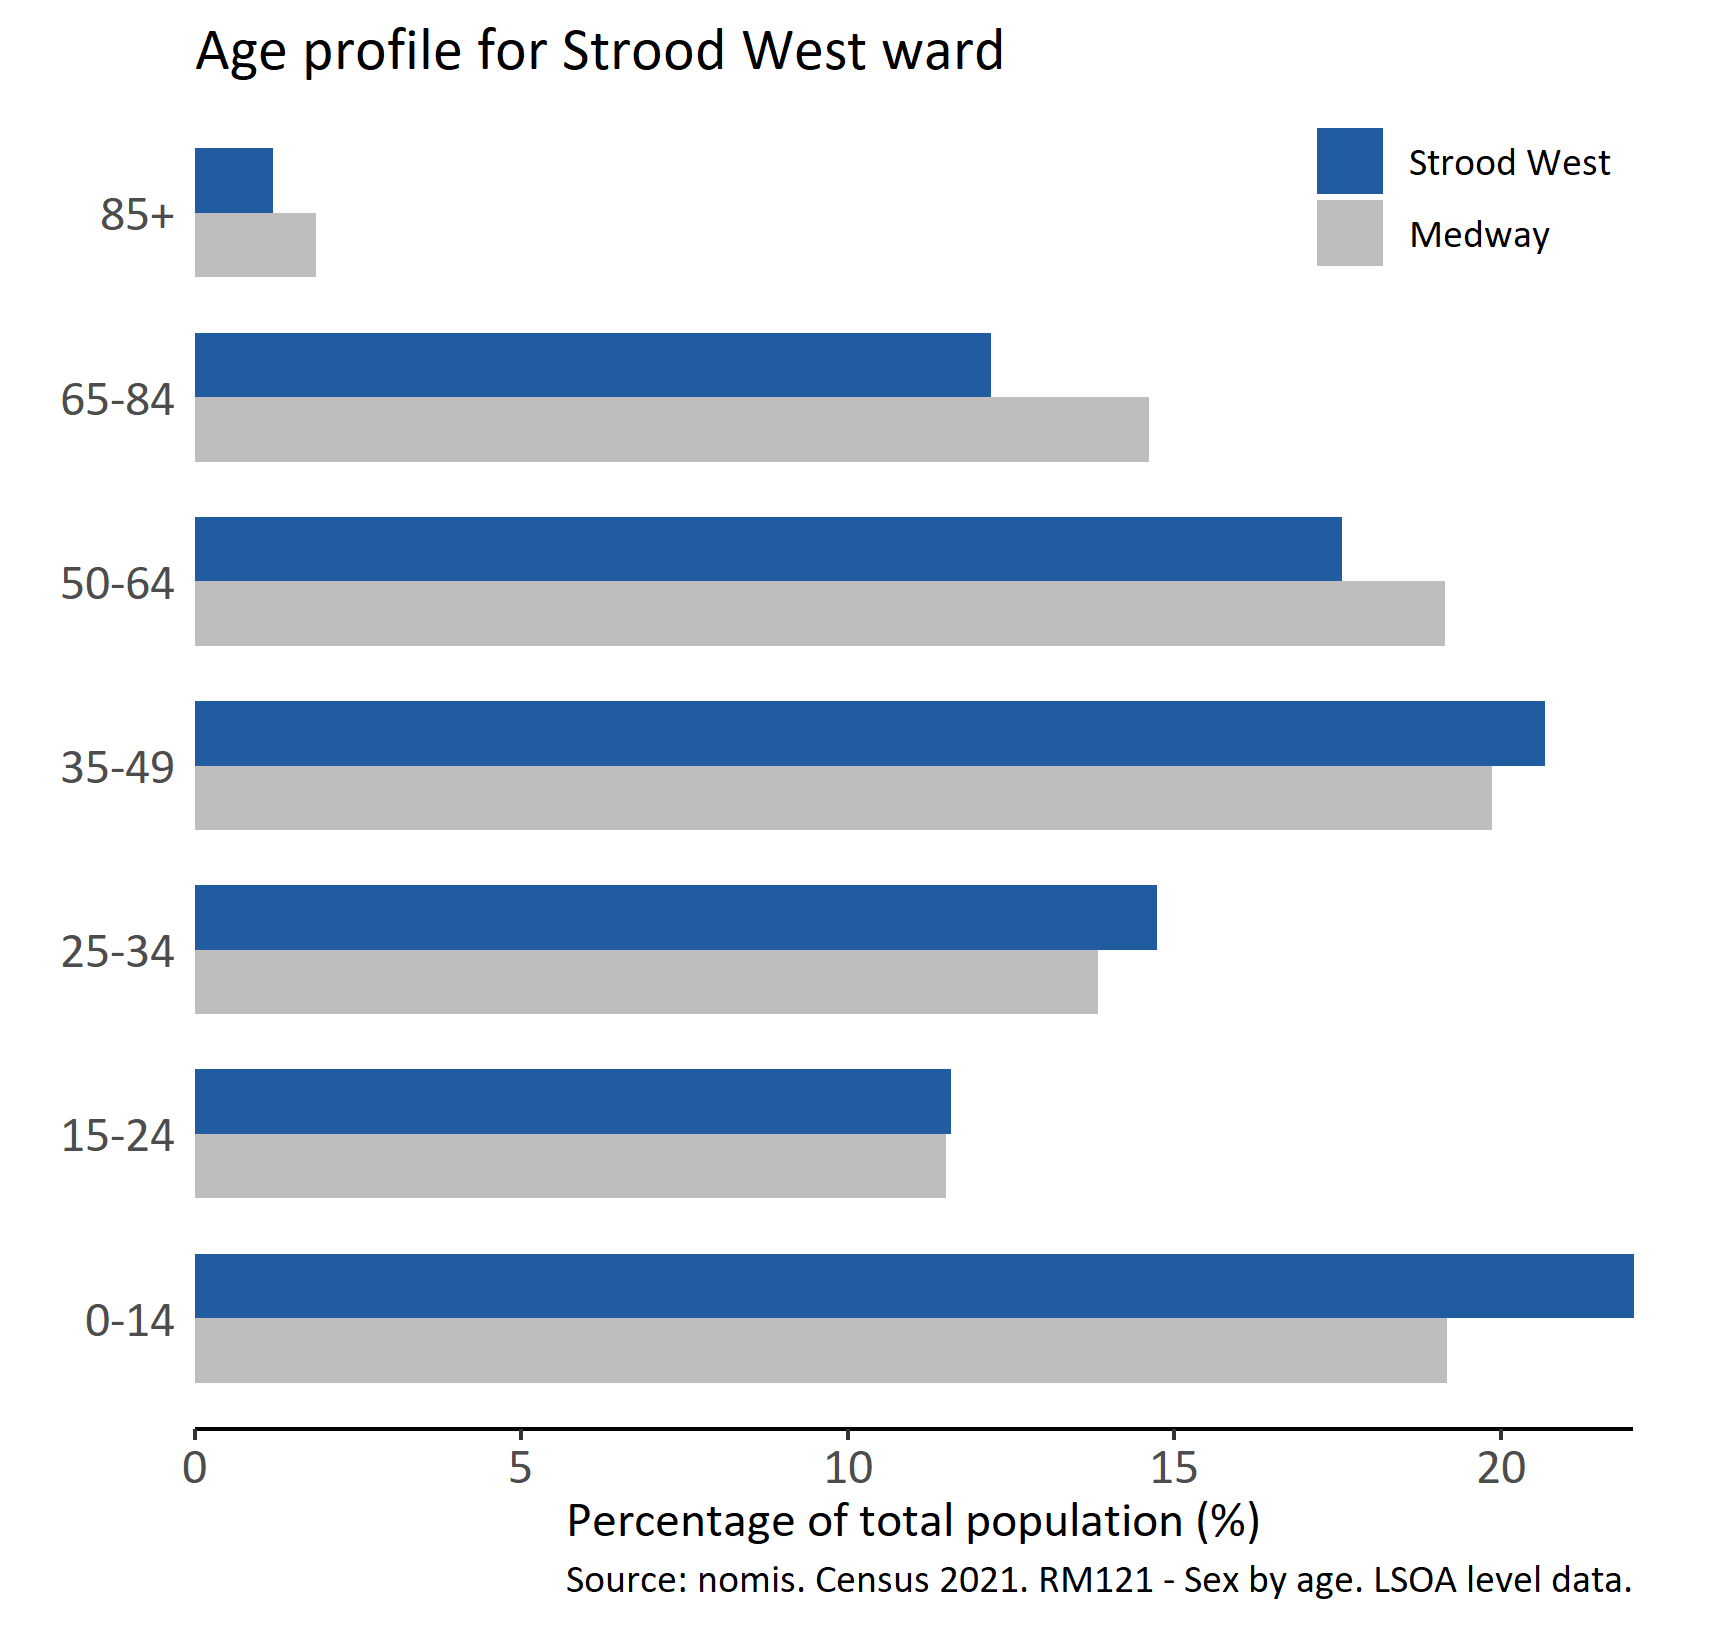 Age profile for Strood West ward
Strood West
Medway
85+
65-84
50-64
35-49
25-34
15-24
0-14
0 5 10 15 20
Percentage of total population (%)
Source: nomis. Census 2021. RM121 - Sex by age. LSOA level data.